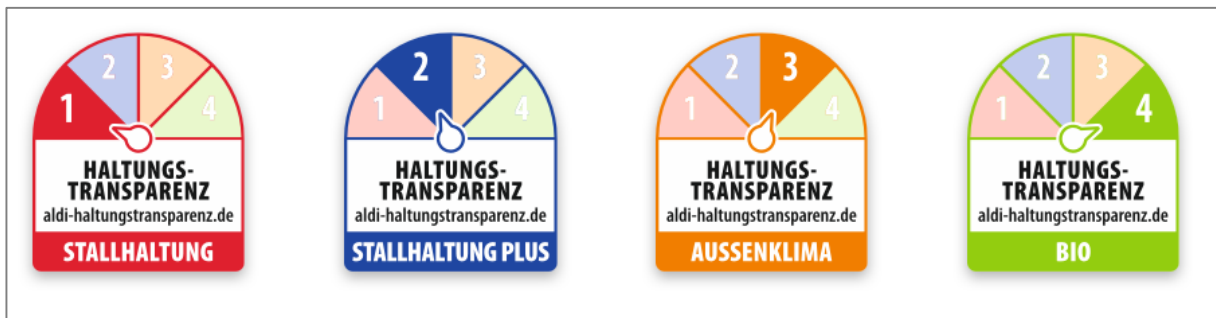 1 2 3 4
HALTUNGS-
TRANSPARENZ
aldi-haltungstransparenz.de
STALLHALTUNG
1 2 3 4
HALTUNGS-
TRANSPARENZ
aldi-haltungstransparenz.de
STALLHALTUNG PLUS
1 2 3 4
HALTUNGS-
TRANSPARENZ
aldi-haltungstransparenz.de
AUSSENKLIMA
1 2 3 4
HALTUNGS-
TRANSPARENZ
aldi-haltungstransparenz.de
BIO